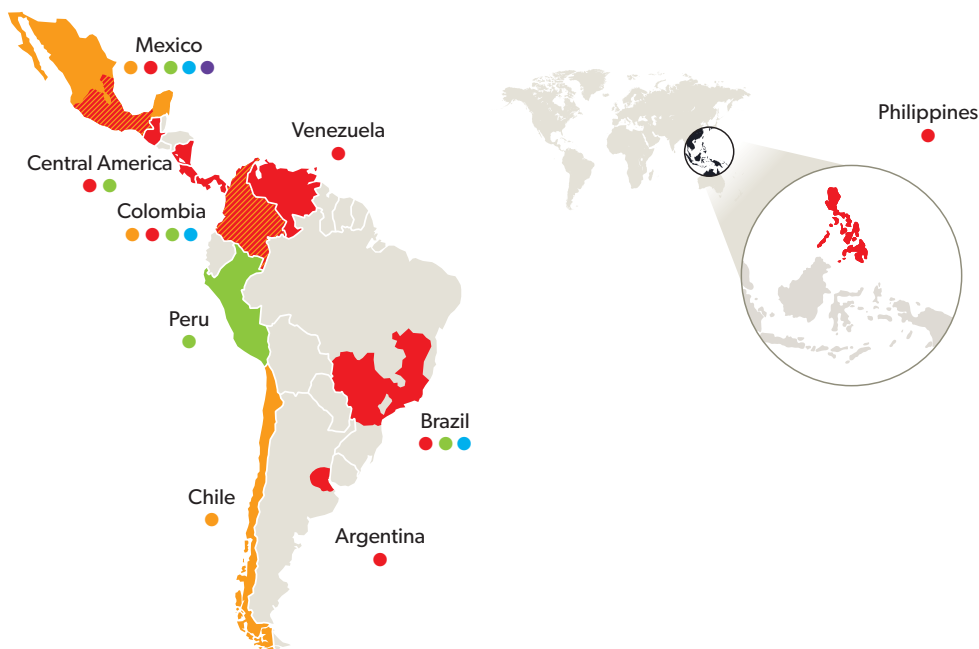 Mexico
Venezuela
Philippines
Central America
Colombia
Peru
Brazil
Chile
Argentina